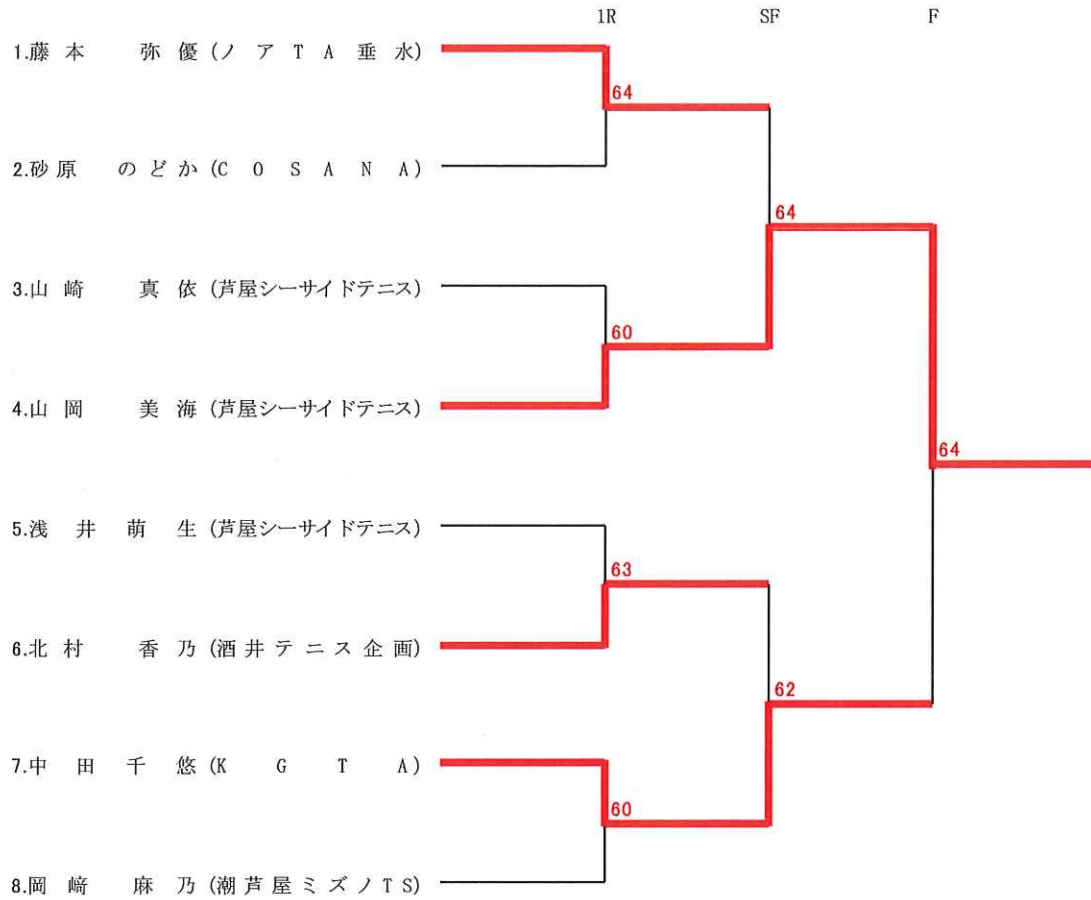 1R SF F
1.藤本 弥優(ノアTA垂水)
64
2.砂原 のどか(COSANA)
64
3.山崎 真依(芦屋シーサイドテニス)
60
4.山岡 美海(芦屋シーサイドテニス)
64
5.浅井萌生(芦屋シーサイドテニス)
63
6.北村 香乃(酒井テニス企画)
62
7.中田千悠(KGTA)
60
8.岡﨑 麻乃(潮芦屋ミズノTS)